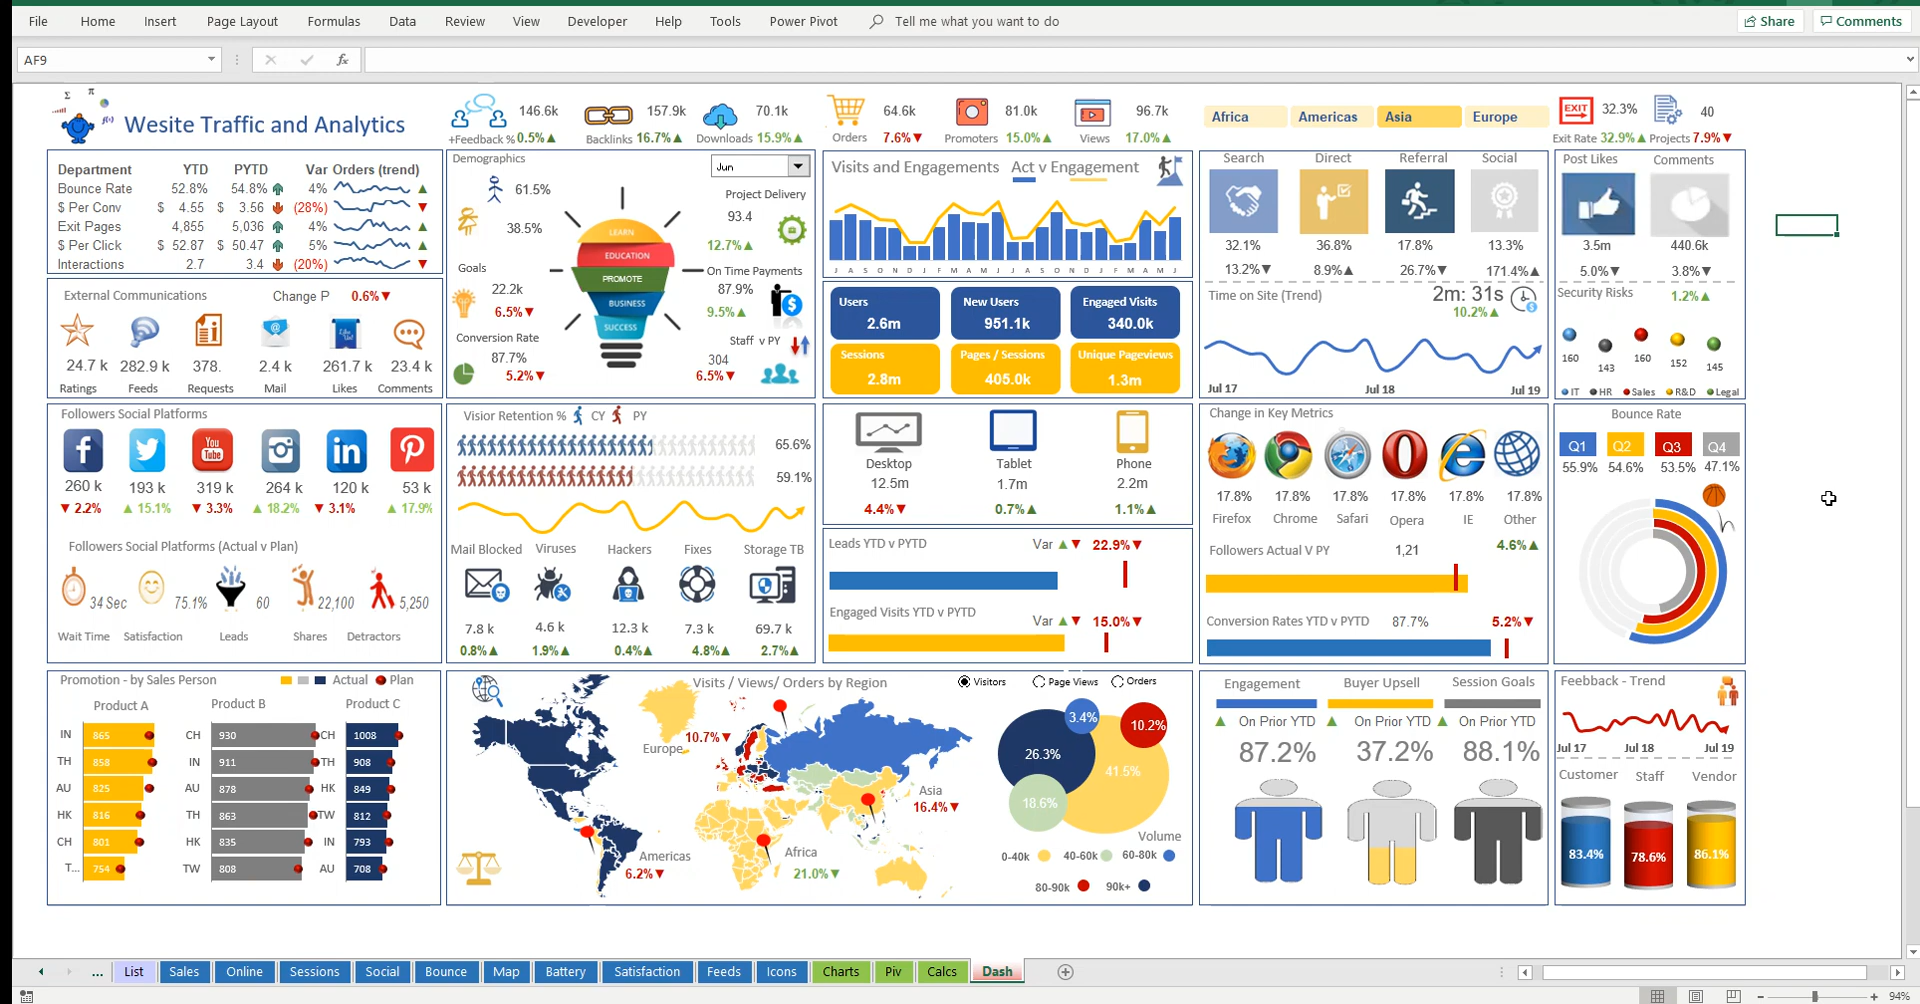 File Home Insert Page Layout Formulas Data Review View Developer Help Tools Power Pivot Tell me what you want to do Share Comments
AF9 fx
Σ π
f()
Wesite Traffic and Analytics
146.6k 157.9k 70.1k 64.6k 81.0k 96.7k
+Feedback % 0.5%▲ Backlinks 16.7%▲ Downloads 15.9%▲ Orders 7.6%▼ Promoters 15.0%▲ Views 17.0%▲
Africa Americas Asia Europe
EXIT 32.3% 40
Exit Rate 32.9%▲ Projects 7.9%▼
Department YTD PYTD Var Orders (trend)
Bounce Rate 52.8% 54.8% 4% ▲
$ Per Conv $ 4.55 $ 3.56 (28%) ▼
Exit Pages 4,855 5,036 4% ▲
$ Per Click $ 52.87 $ 50.47 5% ▲
Interactions 2.7 3.4 (20%) ▼
External Communications Change P 0.6%▼
24.7 k 282.9 k 378. 2.4 k 261.7 k 23.4 k
Ratings Feeds Requests Mail Likes Comments
Demographics Jun
61.5%
38.5%
Goals
22.2k
6.5%▼
Conversion Rate
87.7%
5.2%▼
LEARN
EDUCATION
PROMOTE
BUSINESS
SUCCESS
Project Delivery
93.4
12.7%▲
On Time Payments
87.9%
9.5%▲
Staff v PY
304
6.5%▼
Visits and Engagements Act v Engagement
J A S O N D J F M A M J J A S O N D J F M A M J
Users New Users Engaged Visits
2.6m 951.1k 340.0k
Sessions Pages / Sessions Unique Pageviews
2.8m 405.0k 1.3m
Search Direct Referral Social
32.1% 36.8% 17.8% 13.3%
13.2%▼ 8.9%▲ 26.7%▼ 171.4%▲
Time on Site (Trend) 2m: 31s
10.2%▲
Jul 17 Jul 18 Jul 19
Post Likes Comments
3.5m 440.6k
5.0%▼ 3.8%▼
Security Risks 1.2%▲
160 143 160 152 145
IT HR Sales R&D Legal
Followers Social Platforms
f You Tube in
260 k 193 k 319 k 264 k 120 k 53 k
▼ 2.2% ▲ 15.1% ▼ 3.3% ▲ 18.2% ▼ 3.1% ▲ 17.9%
Followers Social Platforms (Actual v Plan)
34 Sec 75.1% 60 22,100 5,250
Wait Time Satisfaction Leads Shares Detractors
Visior Retention % CY PY
65.6%
59.1%
Mail Blocked Viruses Hackers Fixes Storage TB
7.8 k 4.6 k 12.3 k 7.3 k 69.7 k
0.8%▲ 1.9%▲ 0.4%▲ 4.8%▲ 2.7%▲
Desktop Tablet Phone
12.5m 1.7m 2.2m
4.4%▼ 0.7%▲ 1.1%▲
Leads YTD v PYTD Var ▲▼ 22.9%▼
Engaged Visits YTD v PYTD Var ▲▼ 15.0%▼
Change in Key Metrics
17.8% 17.8% 17.8% 17.8% 17.8% 17.8%
Firefox Chrome Safari Opera IE Other
Followers Actual V PY 1,21 4.6%▲
Conversion Rates YTD v PYTD 87.7% 5.2%▼
Bounce Rate
Q1 Q2 Q3 Q4
55.9% 54.6% 53.5% 47.1%
Promotion - by Sales Person Actual Plan
Product A Product B Product C
IN 865 CH 930 CH 1008
TH 858 IN 911 TH 908
AU 825 AU 878 HK 849
HK 816 TH 863 TW 812
CH 801 HK 835 IN 793
T... 754 TW 808 AU 708
Visits / Views/ Orders by Region Visitors Page Views Orders
Europe 10.7%▼
Asia
16.4%▼
Americas
6.2%▼
Africa
21.0%▼
3.4% 10.2%
26.3% 41.5%
18.6%
Volume
0-40k 40-60k 60-80k
80-90k 90k+
Engagement Buyer Upsell Session Goals
▲ On Prior YTD ▲ On Prior YTD ▲ On Prior YTD
87.2% 37.2% 88.1%
Feebback - Trend
Jul 17 Jul 18 Jul 19
Customer Staff Vendor
83.4% 78.6% 86.1%
... List Sales Online Sessions Social Bounce Map Battery Satisfaction Feeds Icons Charts Piv Calcs Dash
94%